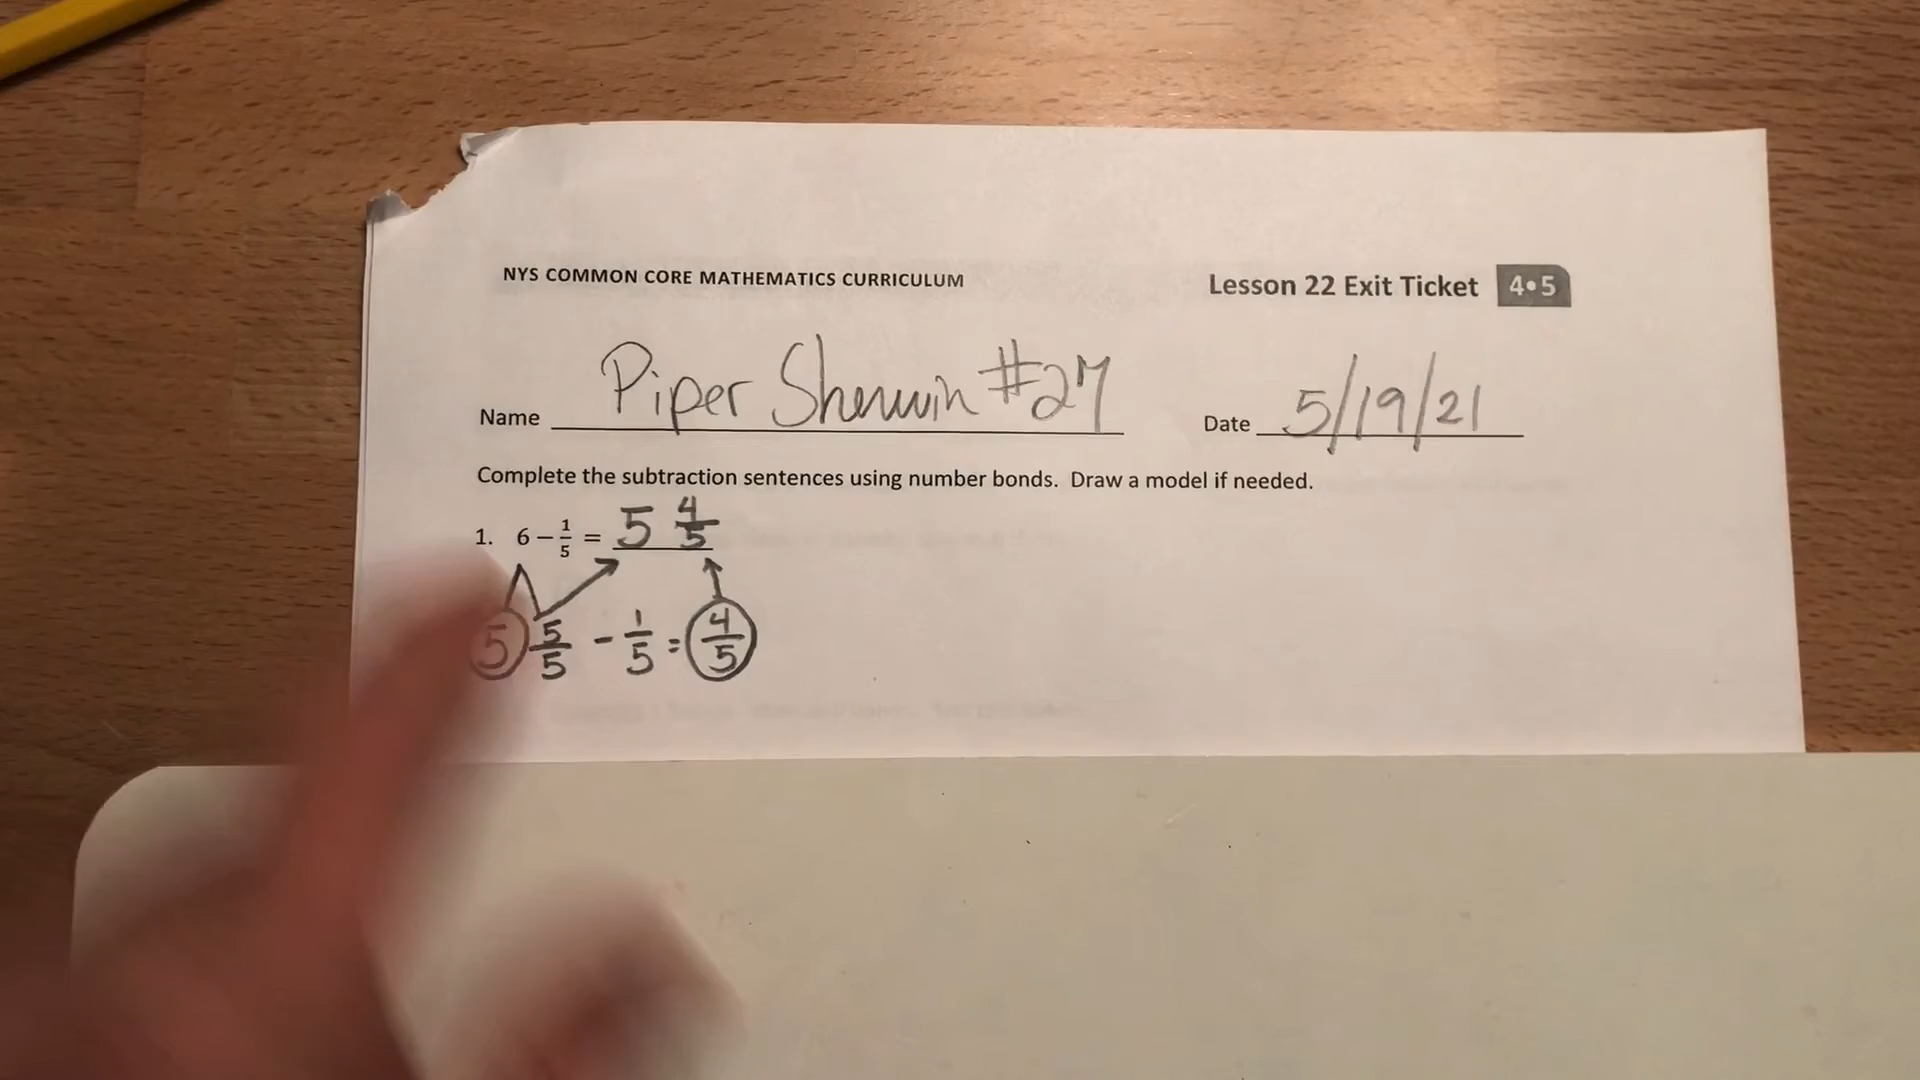 NYS COMMON CORE MATHEMATICS CURRICULUM Lesson 22 Exit Ticket 4•5
Name Piper Sherwin #27 Date 5/19/21
Complete the subtraction sentences using number bonds. Draw a model if needed.
1. 6 − 1/5 = 5 4/5
5 5/5 - 1/5 = 4/5